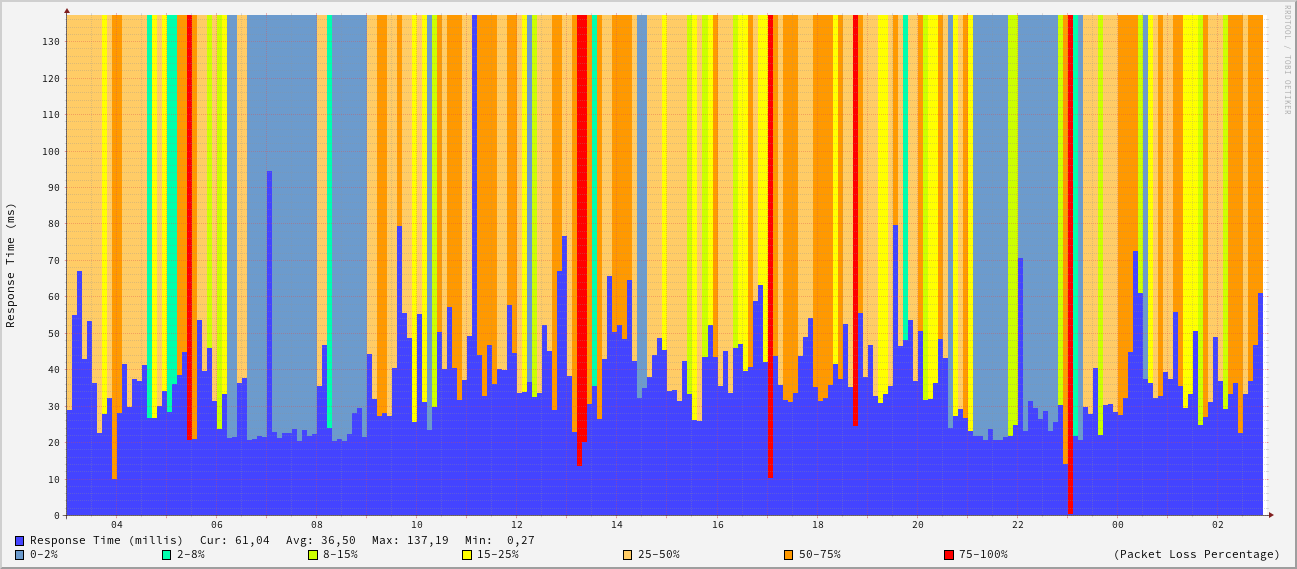 RRDTOOL / TOBI OETIKER
Response Time (ms)
130
120
110
100
90
80
70
60
50
40
30
20
10
0
04 06 08 10 12 14 16 18 20 22 00 02
Response Time (millis) Cur: 61,04 Avg: 36,50 Max: 137,19 Min: 0,27
0-2% 2-8% 8-15% 15-25% 25-50% 50-75% 75-100% (Packet Loss Percentage)